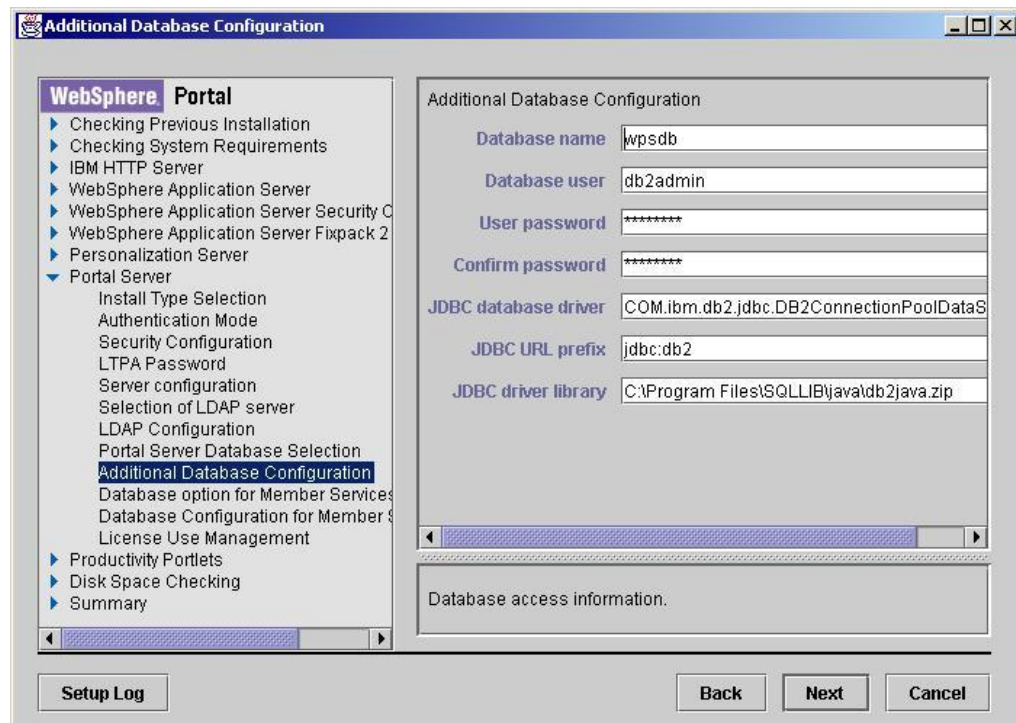 Additional Database Configuration
WebSphere. Portal
Checking Previous Installation
Checking System Requirements
IBM HTTP Server
WebSphere Application Server
WebSphere Application Server Security C
WebSphere Application Server Fixpack 2
Personalization Server
Portal Server
Install Type Selection
Authentication Mode
Security Configuration
LTPA Password
Server configuration
Selection of LDAP server
LDAP Configuration
Portal Server Database Selection
Additional Database Configuration
Database option for Member Services
Database Configuration for Member S
License Use Management
Productivity Portlets
Disk Space Checking
Summary
Additional Database Configuration
Database name wpsdb
Database user db2admin
User password ********
Confirm password ********
JDBC database driver COM.ibm.db2.jdbc.DB2ConnectionPoolDataS
JDBC URL prefix jdbc:db2
JDBC driver library C:\Program Files\SQLLIB\java\db2java.zip
Database access information.
Setup Log Back Next Cancel